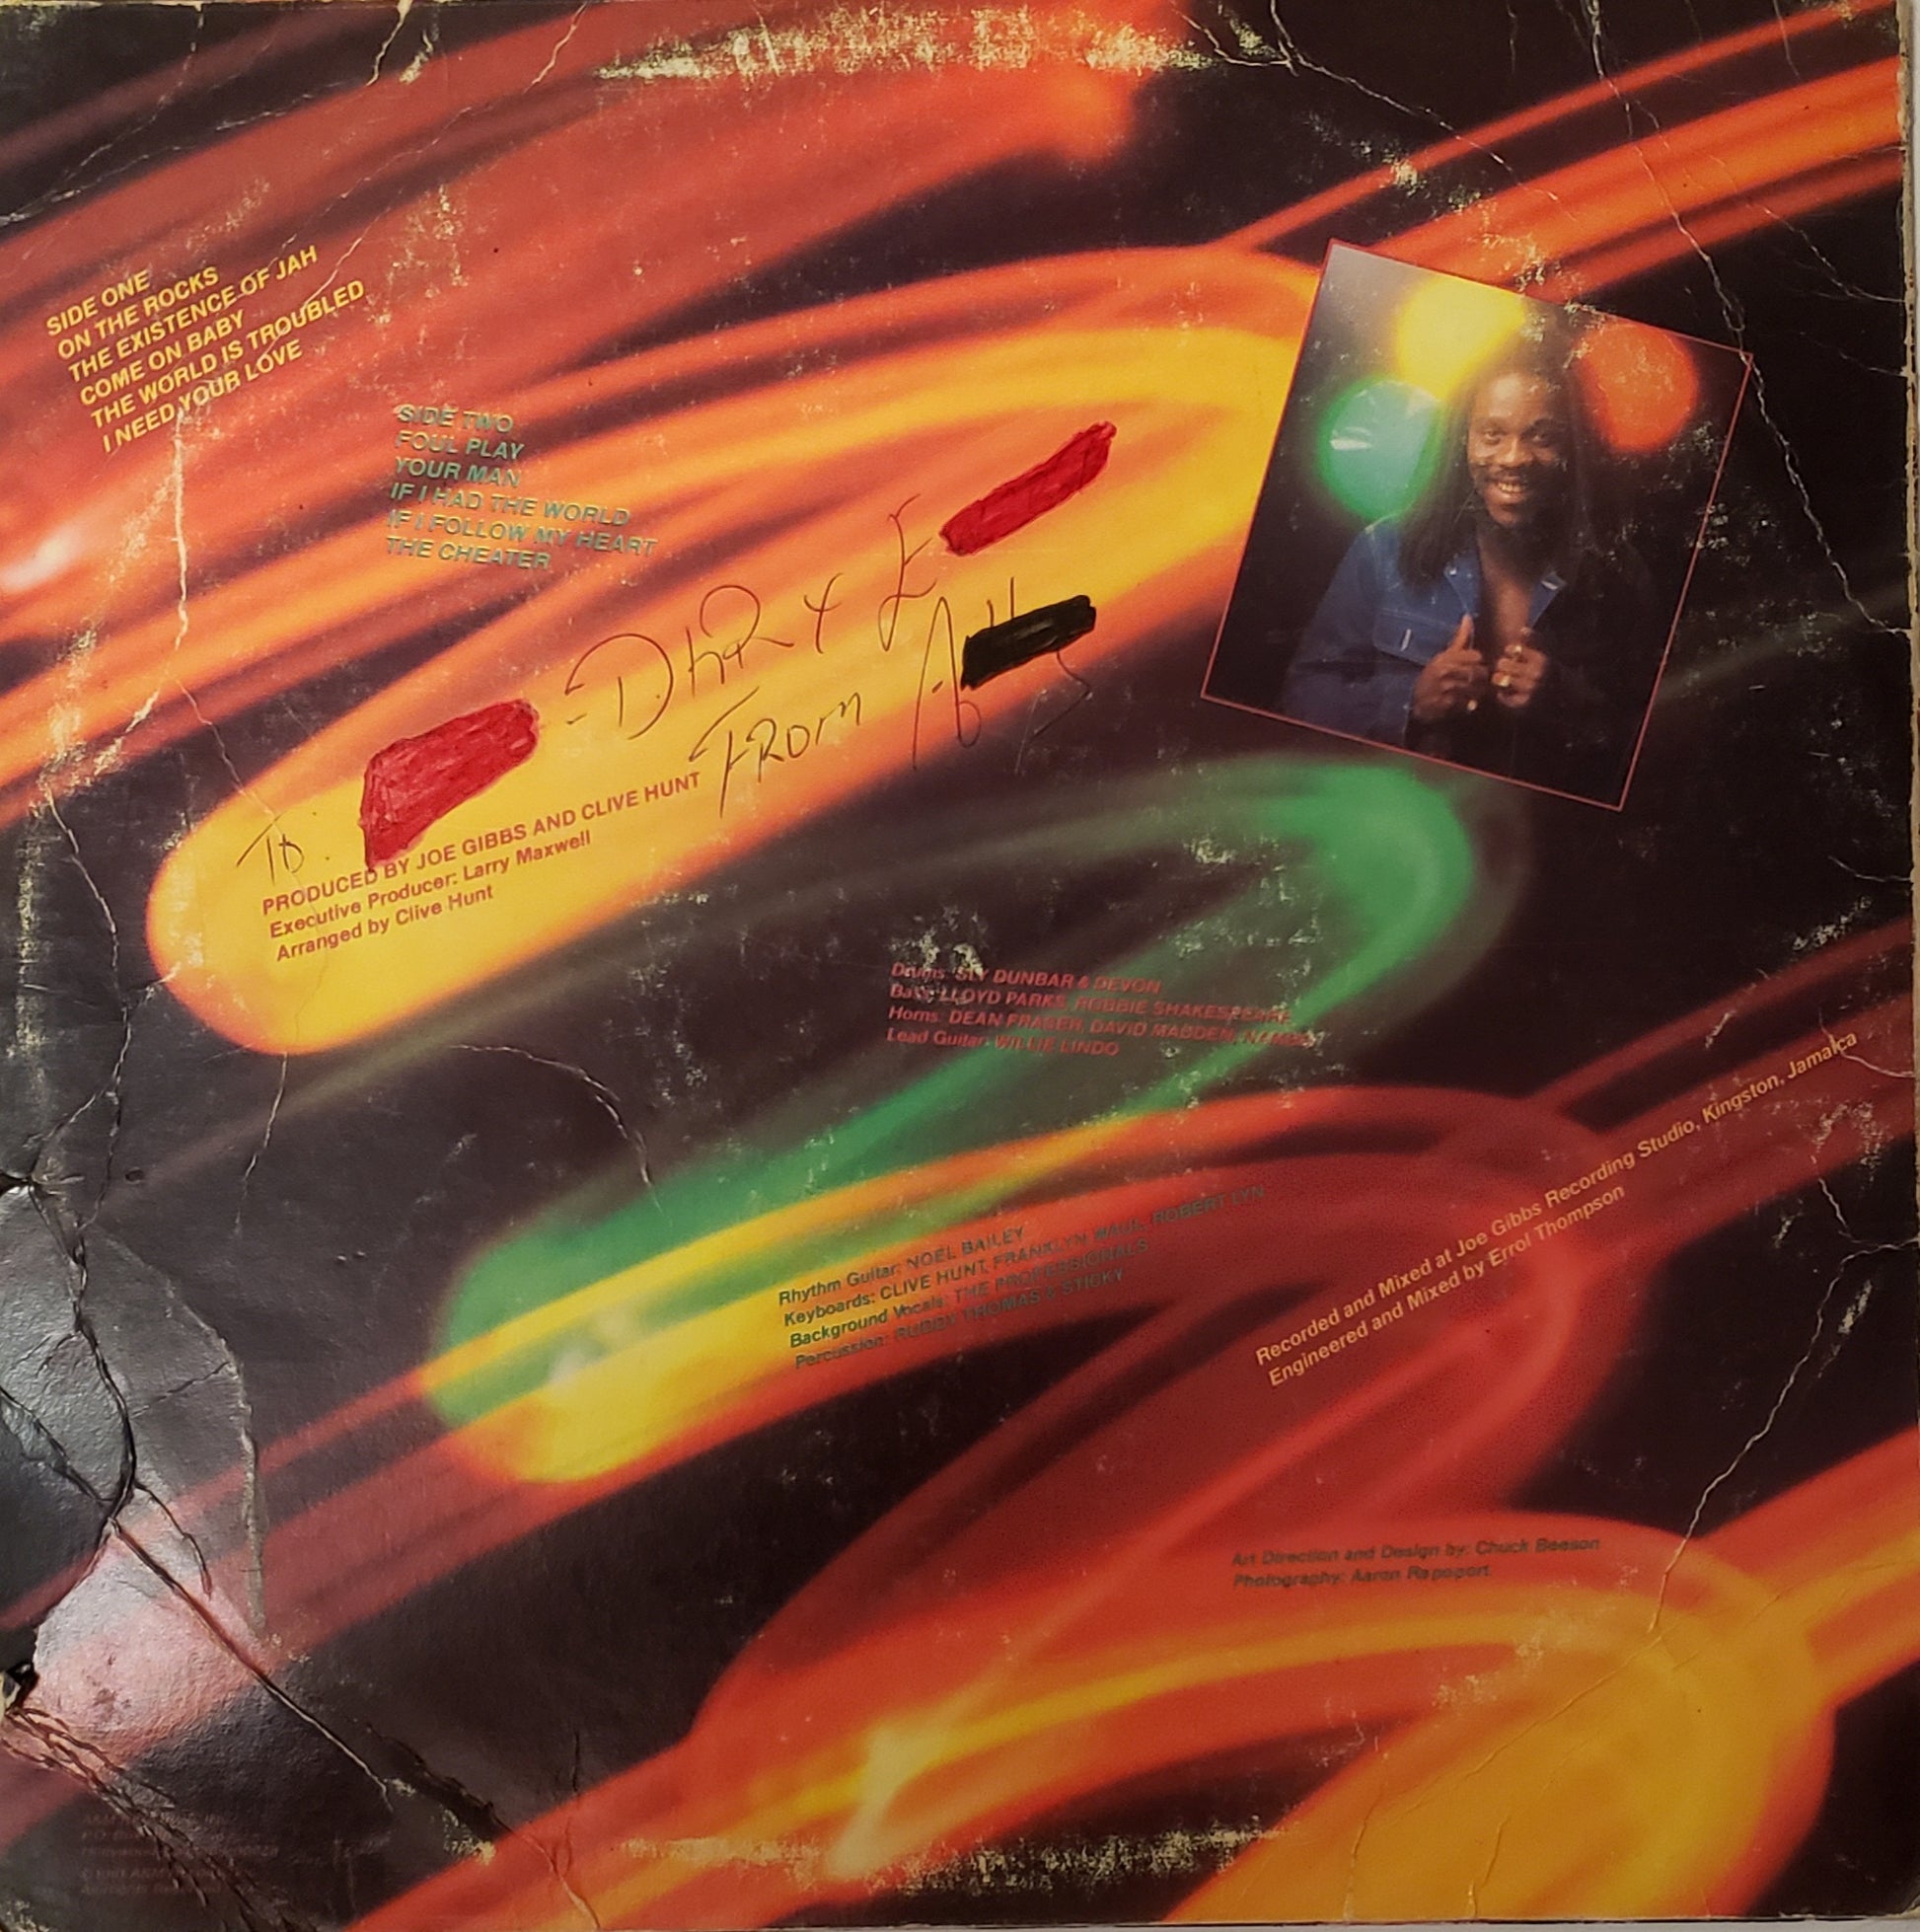 SIDE ONE
ON THE ROCKS
THE EXISTENCE OF JAH
COME ON BABY
THE WORLD IS TROUBLED
I NEED YOUR LOVE
SIDE TWO
FOUL PLAY
YOUR MAN
IF I HAD THE WORLD
IF I FOLLOW MY HEART
THE CHEATER
To
FROM
PRODUCED BY JOE GIBBS AND CLIVE HUNT
Executive Producer: Larry Maxwell
Arranged by Clive Hunt
Drums: SLY DUNBAR & DEVON
Bass: LLOYD PARKS, ROBBIE SHAKESPEARE
Horns: DEAN FRASER, DAVID MADDEN,
Lead Guitar: WILLIE LINDO
Rhythm Guitar: NOEL BAILEY
Keyboards: CLIVE HUNT, FRANKLYN WAUL, ROBERT LYN
Background Vocals: THE PROFESSIONALS
Percussion: RUDDY THOMAS & STICKY
Recorded and Mixed at Joe Gibbs Recording Studio, Kingston, Jamaica
Engineered and Mixed by Errol Thompson
Art Direction and Design by: Chuck Beeson
Photography: Aaron Rapoport